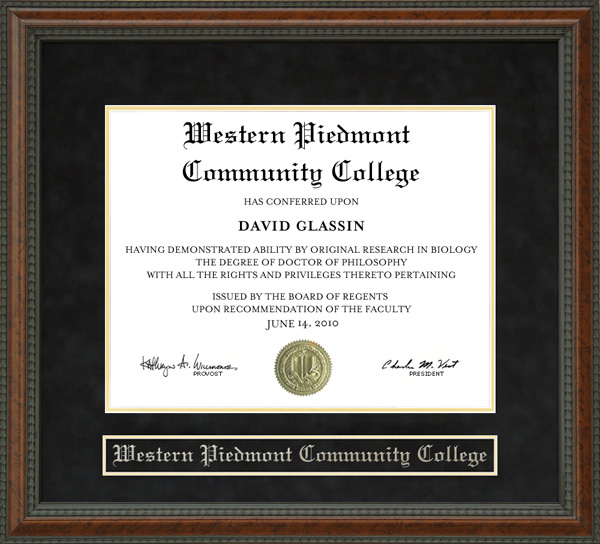 Western Piedmont
Community College
HAS CONFERRED UPON
DAVID GLASSIN
HAVING DEMONSTRATED ABILITY BY ORIGINAL RESEARCH IN BIOLOGY
THE DEGREE OF DOCTOR OF PHILOSOPHY
WITH ALL THE RIGHTS AND PRIVILEGES THERETO PERTAINING
ISSUED BY THE BOARD OF REGENTS
UPON RECOMMENDATION OF THE FACULTY
JUNE 14, 2010
Charles M. Vest
PROVOST
PRESIDENT
Western Piedmont Community College